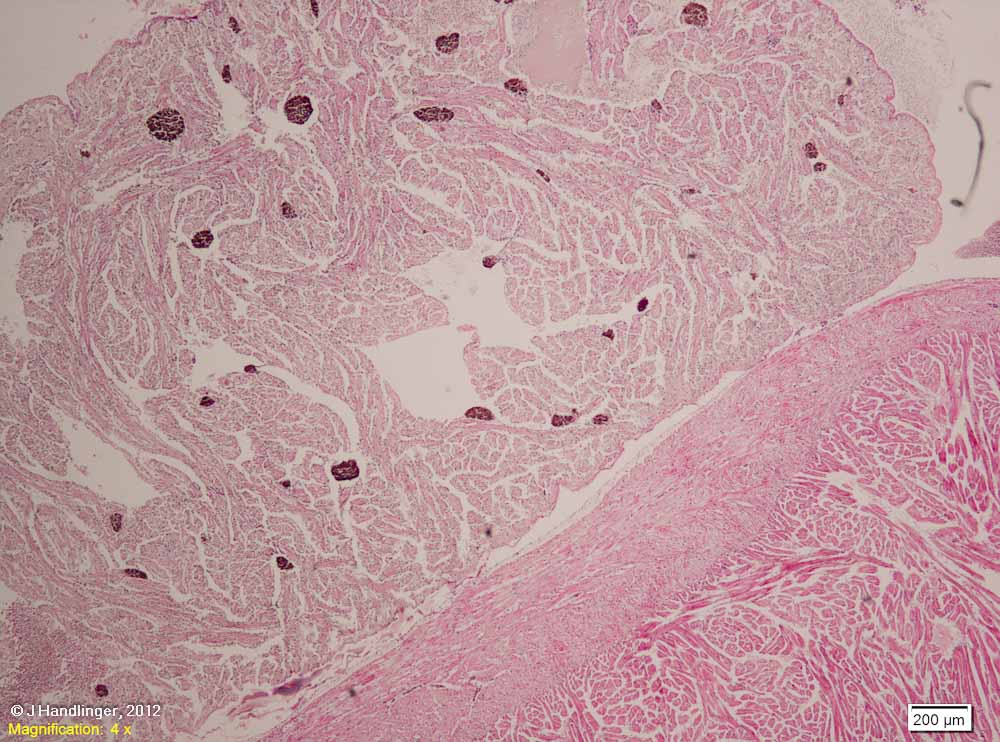 © J Handlinger, 2012
Magnification: 4 x
200 µm